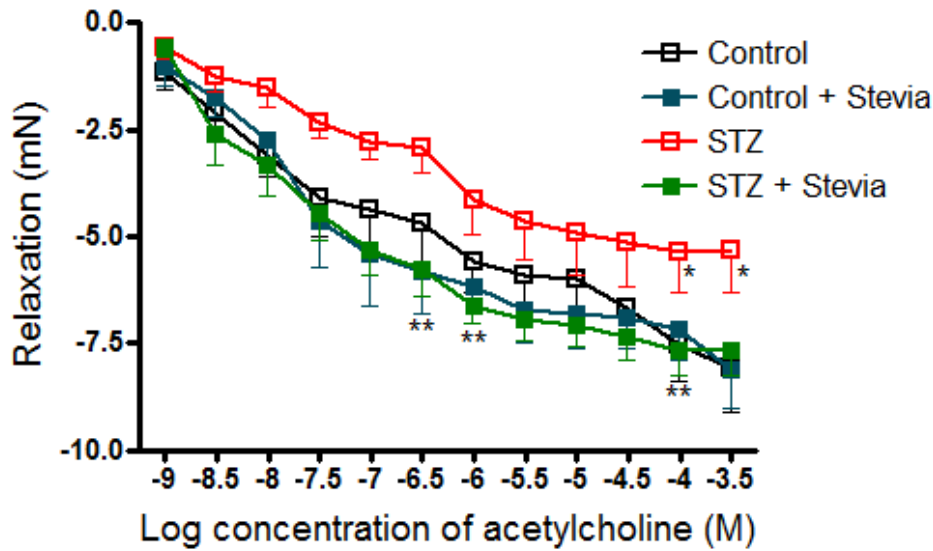 0.0
-2.5
-5.0
-7.5
-10.0
Relaxation (mN)
Control
Control + Stevia
STZ
STZ + Stevia
* *
** **
**
-9 -8.5 -8 -7.5 -7 -6.5 -6 -5.5 -5 -4.5 -4 -3.5
Log concentration of acetylcholine (M)